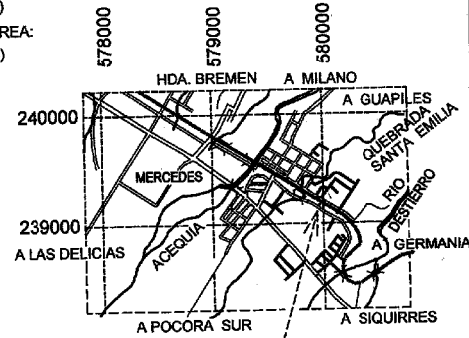 )
REA:
)
578000
579000
580000
HDA. BREMEN
A MILANO
240000
A GUAPILES
QUEBRADA
SANTA EMILIA
MERCEDES
RIO
DESTIERRO
239000
ACEQUIA
A LAS DELICIAS
A GERMANIA
A POCORA SUR
A SIQUIRRES